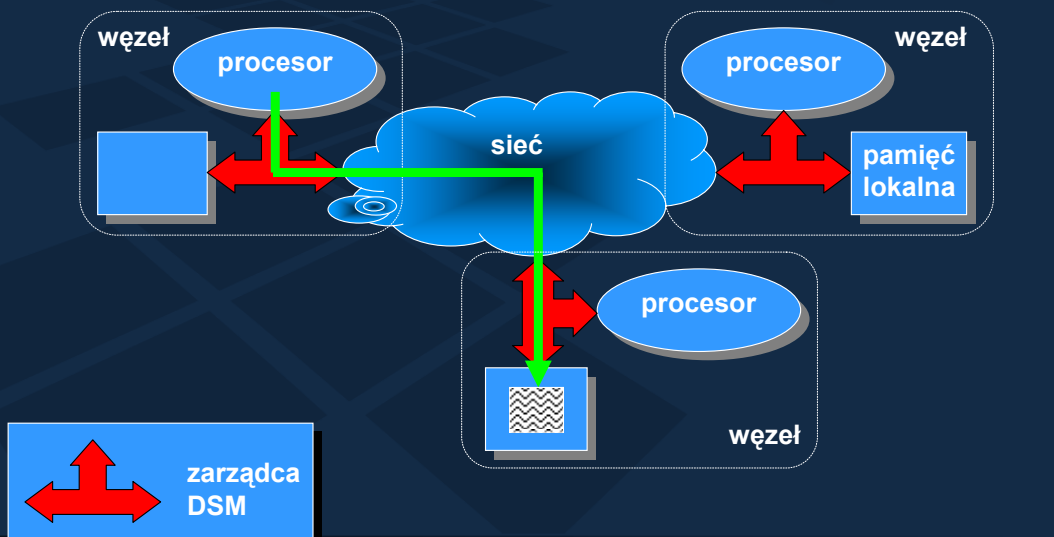 węzeł
procesor
sieć
procesor
węzeł
pamięć
lokalna
procesor
węzeł
zarządca
DSM